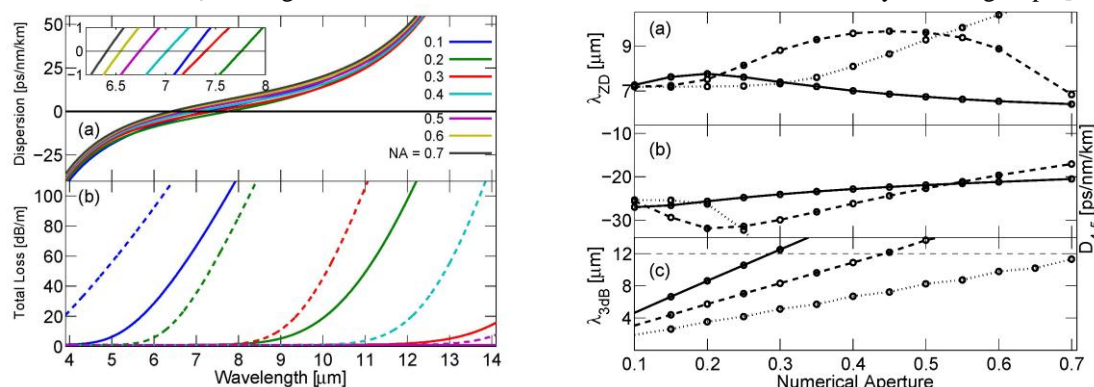 50
25
0
−25
Dispersion [ps/nm/km]
1
0
−1
1
0
−1
6.5 7 7.5 8
0.1
0.2
0.3
0.4
0.5
0.6
NA = 0.7
(a)
100
80
60
40
20
0
Total Loss [dB/m]
(b)
4 5 6 7 8 9 10 11 12 13 14
Wavelength [μm]
(a)
9
7
λZD [μm]
(b)
−10
−20
−30
D4.5 [ps/nm/km]
(c)
12
8
4
λ3dB [μm]
0.1 0.2 0.3 0.4 0.5 0.6 0.7
Numerical Aperture